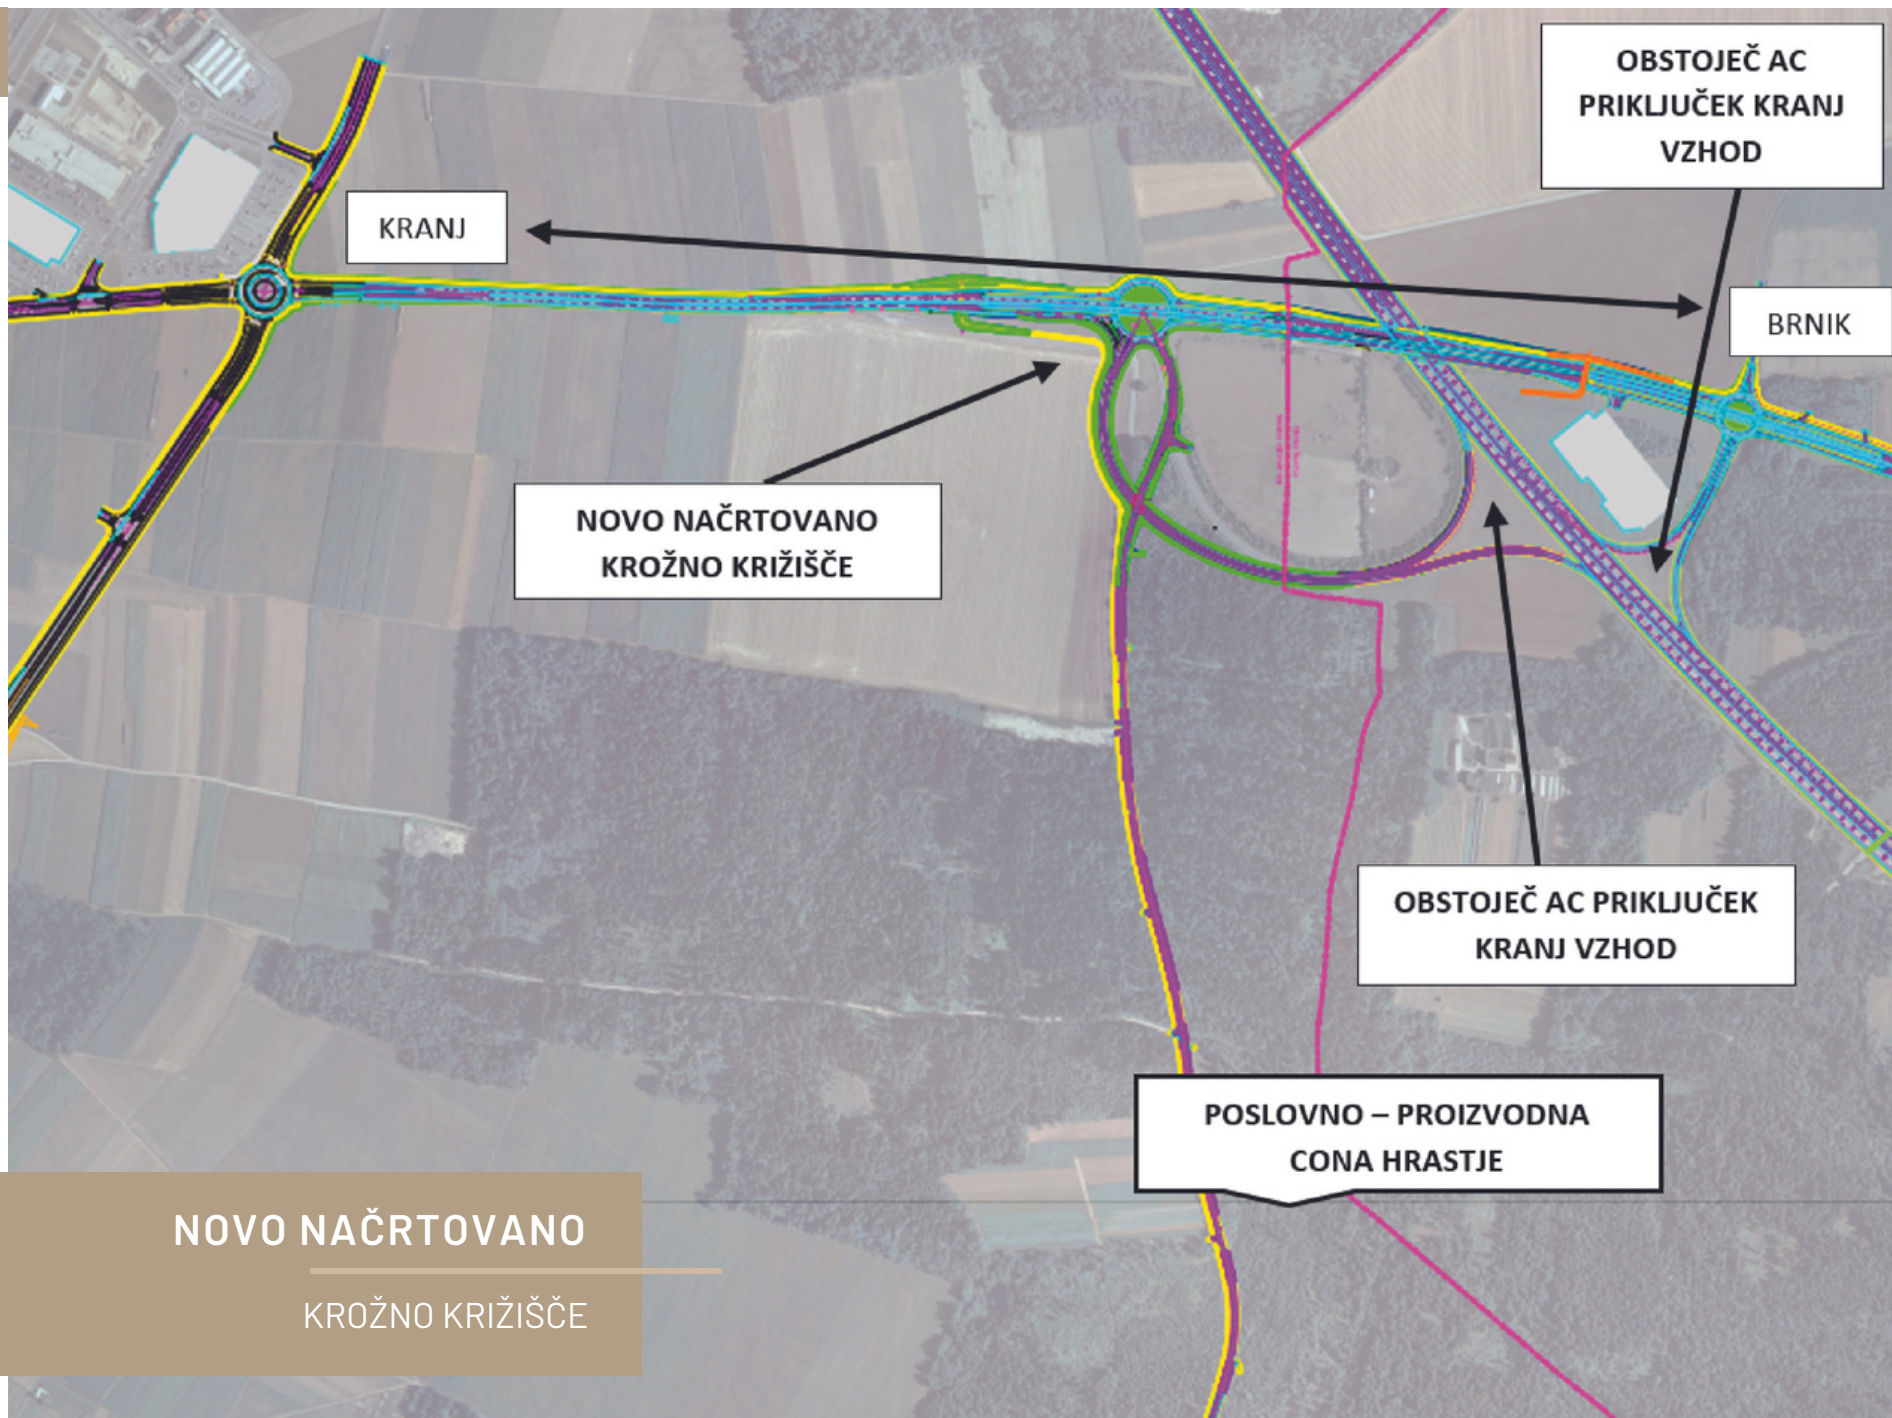 OBSTOJEČ AC
PRIKLJUČEK KRANJ
VZHOD
KRANJ
BRNIK
NOVO NAČRTOVANO
KROŽNO KRIŽIŠČE
OBSTOJEČ AC PRIKLJUČEK
KRANJ VZHOD
POSLOVNO – PROIZVODNA
CONA HRASTJE
NOVO NAČRTOVANO
KROŽNO KRIŽIŠČE